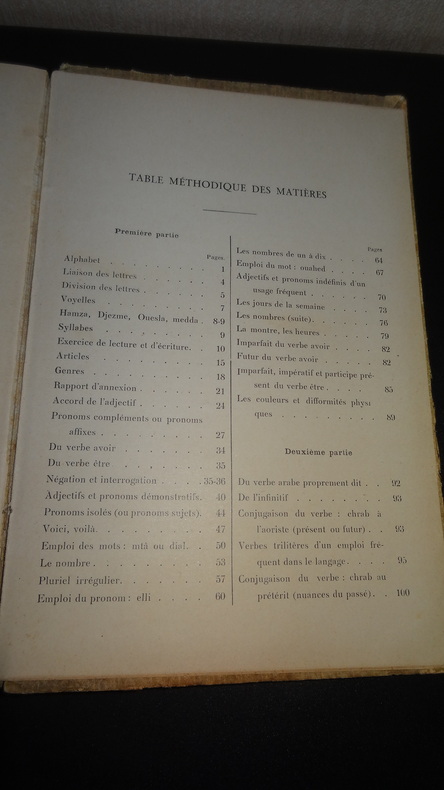 TABLE MÉTHODIQUE DES MATIÈRES
Première partie
Pages.
Alphabet . . . . . . . . 1
Liaison des lettres . . . . . . 4
Division des lettres . . . . . . 5
Voyelles . . . . . . . . 7
Hamza, Djezme, Ouesla, medda . 8-9
Syllabes . . . . . . . . 9
Exercice de lecture et d'écriture. 10
Articles . . . . . . . . 15
Genres . . . . . . . . 18
Rapport d'annexion . . . . . 21
Accord de l'adjectif . . . . . 24
Pronoms compléments ou pronoms
affixes . . . . . . . . 27
Du verbe avoir . . . . . . 34
Du verbe être . . . . . . 35
Négation et interrogation . . . . 35-36
Adjectifs et pronoms démonstratifs. 40
Pronoms isolés (ou pronoms sujets). 44
Voici, voilà. . . . . . . . 47
Emploi des mots : mtâ ou dial. . . 50
Le nombre . . . . . . . . 53
Pluriel irrégulier. . . . . . . 57
Emploi du pronom : elli . . . . 60
Pages
Les nombres de un à dix . . . . 64
Emploi du mot : ouahed . . . . 67
Adjectifs et pronoms indéfinis d'un
usage fréquent . . . . . . 70
Les jours de la semaine . . . . 73
Les nombres (suite). . . . . . 76
La montre, les heures . . . . . 79
Imparfait du verbe avoir . . . . 82
Futur du verbe avoir . . . . . 82
Imparfait, impératif et participe pré-
sent du verbe être . . . . . 85
Les couleurs et difformités physi
ques . . . . . . . . 89
Deuxième partie
Du verbe arabe proprement dit . . 92
De l'infinitif . . . . . . . 93
Conjugaison du verbe : chrab à
l'aoriste (présent ou futur) . . 93
Verbes trilitères d'un emploi fré-
quent dans le langage. . . . 95
Conjugaison du verbe : chrab au
prétérit (nuances du passé) . . 100